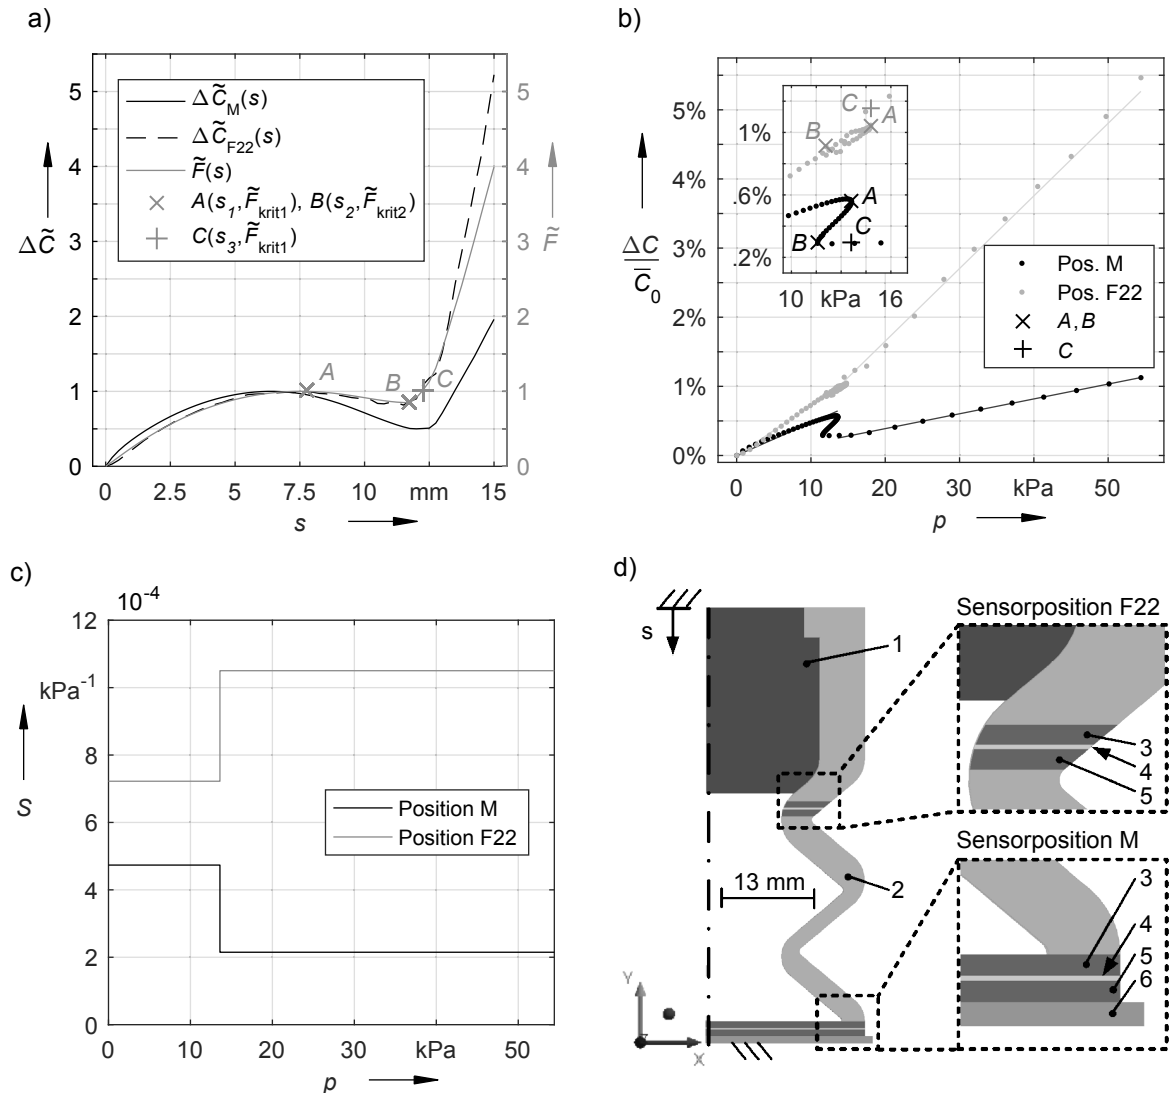 a)
5
4
3
2
1
0
ΔC̃
ΔC̃M(s)
ΔC̃F22(s)
F̃(s)
A(s1,F̃krit1), B(s2,F̃krit2)
C(s3,F̃krit1)
A
B
C
5
4
3
2
1
0
F̃
0 2.5 5 7.5 10 mm 15
s
b)
5%
4%
3%
2%
1%
0%
ΔC
C̄0
1%
.6%
.2%
10 kPa 16
C
A
B
A
B
C
Pos. M
Pos. F22
A,B
C
0 10 20 30 kPa 50
p
c)
10-4
12
kPa-1
8
6
4
2
0
S
Position M
Position F22
0 10 20 30 kPa 50
p
d)
s
1
2
13 mm
Y
Z
X
Sensorposition F22
3
4
5
Sensorposition M
3
4
5
6